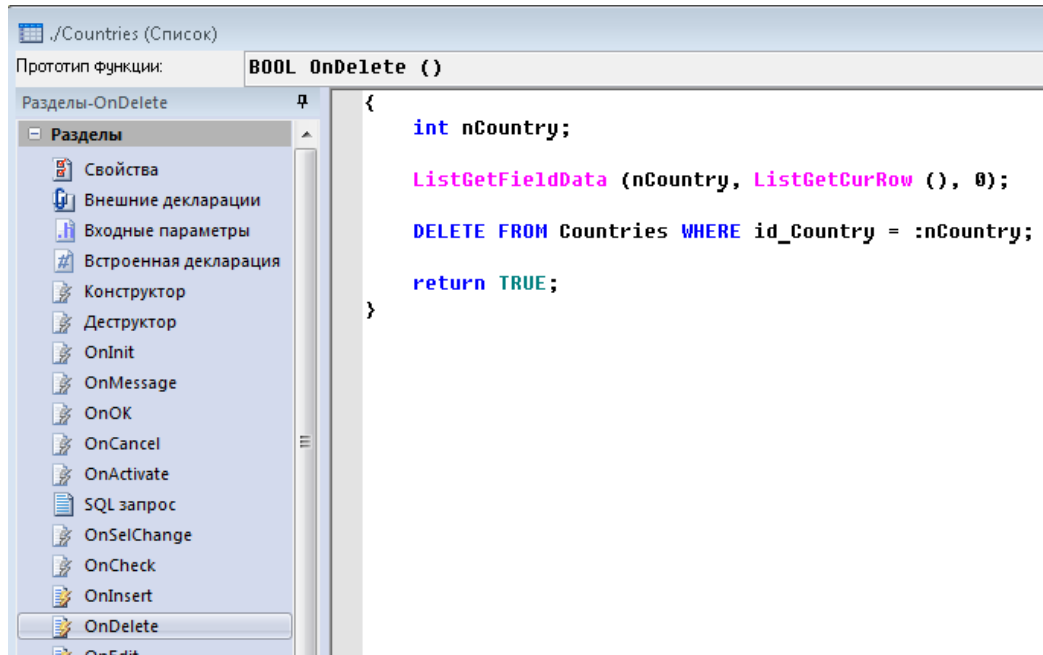 ./Countries (Список)
Прототип функции: BOOL OnDelete ()
Разделы-OnDelete
Разделы
Свойства
Внешние декларации
Входные параметры
Встроенная декларация
Конструктор
Деструктор
OnInit
OnMessage
OnOK
OnCancel
OnActivate
SQL запрос
OnSelChange
OnCheck
OnInsert
OnDelete
OnEdit
{
int nCountry;
ListGetFieldData (nCountry, ListGetCurRow (), 0);
DELETE FROM Countries WHERE id_Country = :nCountry;
return TRUE;
}